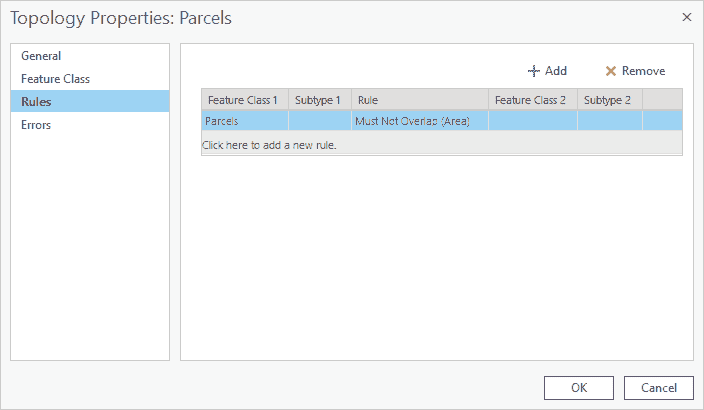 Topology Properties: Parcels
General
Feature Class
Rules
Errors
Add Remove
Feature Class 1 Subtype 1 Rule Feature Class 2 Subtype 2
Parcels Must Not Overlap (Area)
Click here to add a new rule.
OK Cancel